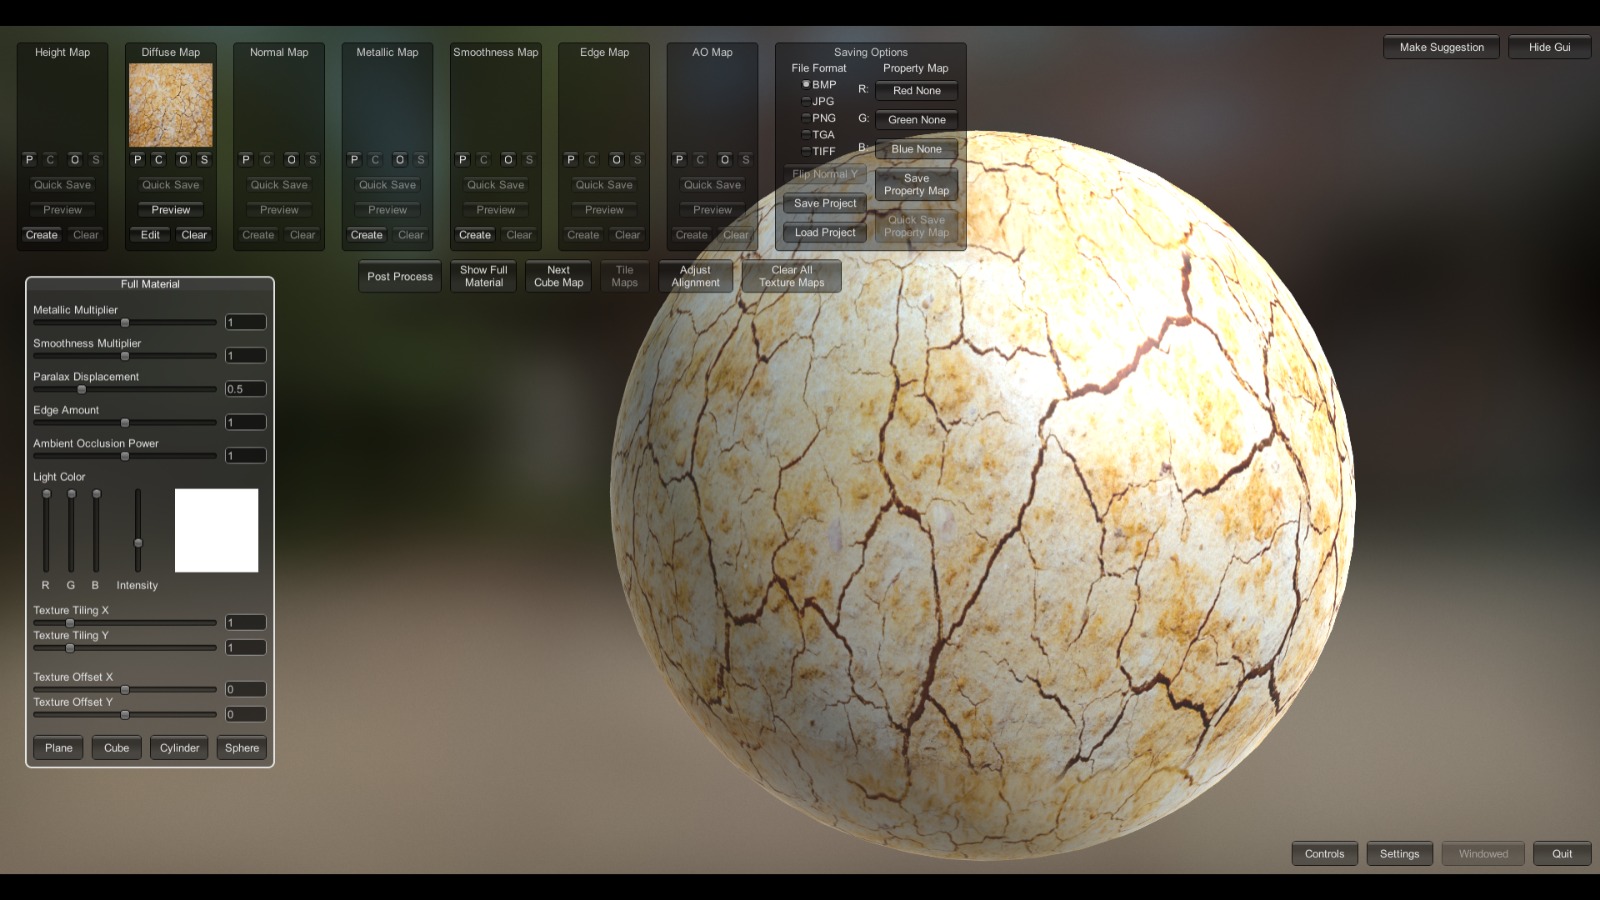 Height Map
Diffuse Map
Normal Map
Metallic Map
Smoothness Map
Edge Map
AO Map
Saving Options
Make Suggestion
Hide Gui
File Format
Property Map
BMP
JPG
PNG
TGA
TIFF
R: Red None
G: Green None
B: Blue None
Flip Normal Y
Save
Property Map
Save Project
Quick Save
Property Map
Load Project
P C O S
P C O S
P C O S
P C O S
P C O S
P C O S
P C O S
Quick Save
Quick Save
Quick Save
Quick Save
Quick Save
Quick Save
Quick Save
Preview
Preview
Preview
Preview
Preview
Preview
Preview
Create Clear
Edit Clear
Create Clear
Create Clear
Create Clear
Create Clear
Create Clear
Post Process
Show Full
Material
Next
Cube Map
Tile
Maps
Adjust
Alignment
Clear All
Texture Maps
Full Material
Metallic Multiplier
1
Smoothness Multiplier
1
Paralax Displacement
0.5
Edge Amount
1
Ambient Occlusion Power
1
Light Color
R G B Intensity
Texture Tiling X
1
Texture Tiling Y
1
Texture Offset X
0
Texture Offset Y
0
Plane Cube Cylinder Sphere
Controls Settings Windowed Quit